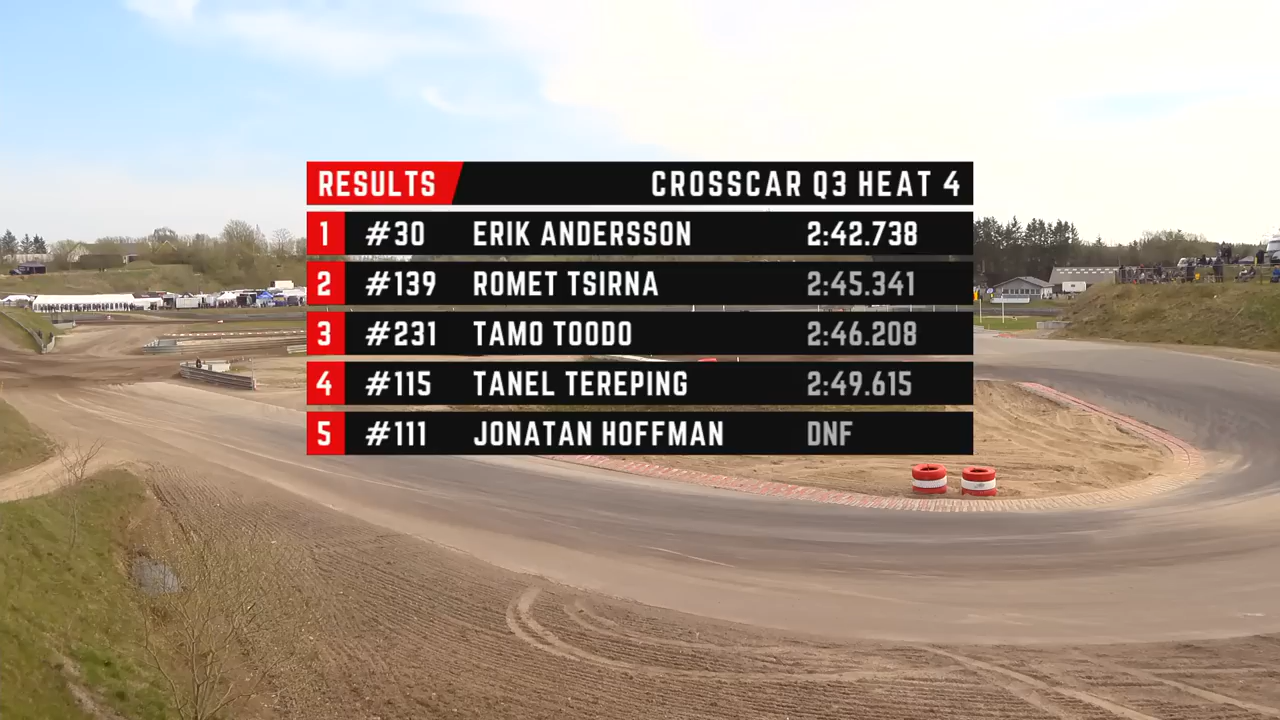 RESULTS CROSSCAR Q3 HEAT 4
1 #30 ERIK ANDERSSON 2:42.738
2 #139 ROMET TSIRNA 2:45.341
3 #231 TAMO TOODO 2:46.208
4 #115 TANEL TEREPING 2:49.615
5 #111 JONATAN HOFFMAN DNF